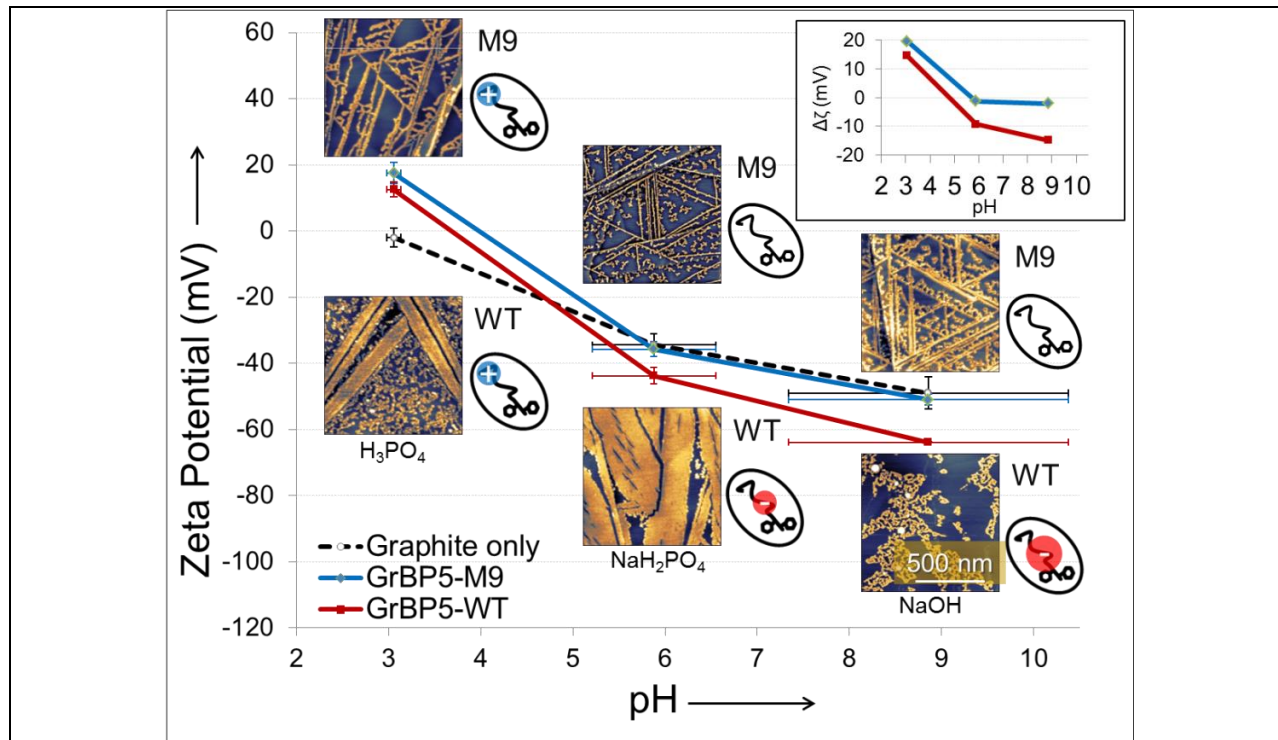 60
40
20
0
-20
-40
-60
-80
-100
-120
Zeta Potential (mV)
2 3 4 5 6 7 8 9 10
pH
M9
+
WT
+
H₃PO₄
M9
WT
-
NaH₂PO₄
M9
WT
-
500 nm
NaOH
Graphite only
GrBP5-M9
GrBP5-WT
20
10
0
-10
-20
Δζ (mV)
2 3 4 5 6 7 8 9 10
pH